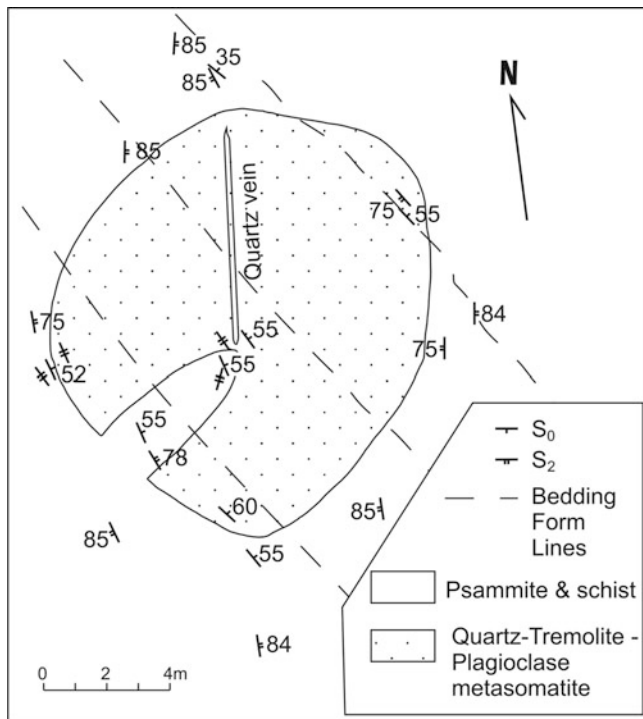 85
35
85
N
85
Quartz vein
75
55
84
75
55
75
52
55
55
78
60
85
55
85
84
S₀
S₂
Bedding
Form
Lines
Psammite & schist
Quartz-Tremolite -
Plagioclase
metasomatite
0 2 4m